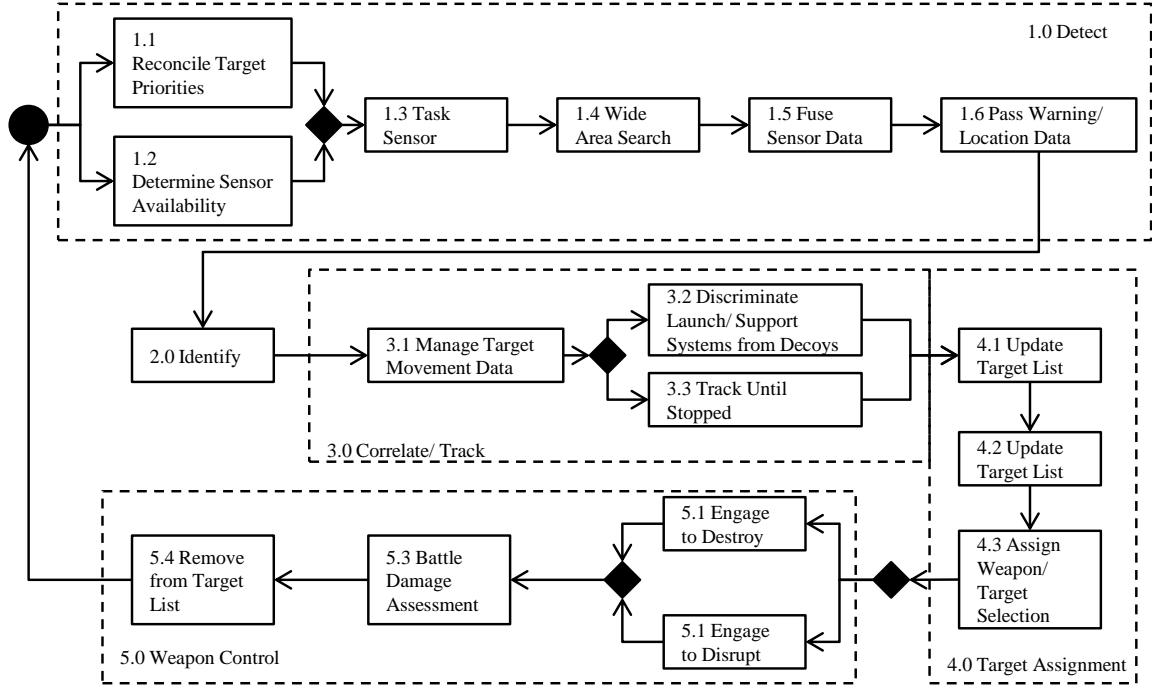 1.0 Detect
1.1
Reconcile Target
Priorities
1.2
Determine Sensor
Availability
1.3 Task
Sensor
1.4 Wide
Area Search
1.5 Fuse
Sensor Data
1.6 Pass Warning/
Location Data
2.0 Identify
3.1 Manage Target
Movement Data
3.2 Discriminate
Launch/ Support
Systems from Decoys
3.3 Track Until
Stopped
3.0 Correlate/ Track
4.1 Update
Target List
4.2 Update
Target List
4.3 Assign
Weapon/
Target
Selection
4.0 Target Assignment
5.1 Engage
to Destroy
5.1 Engage
to Disrupt
5.3 Battle
Damage
Assessment
5.4 Remove
from Target
List
5.0 Weapon Control